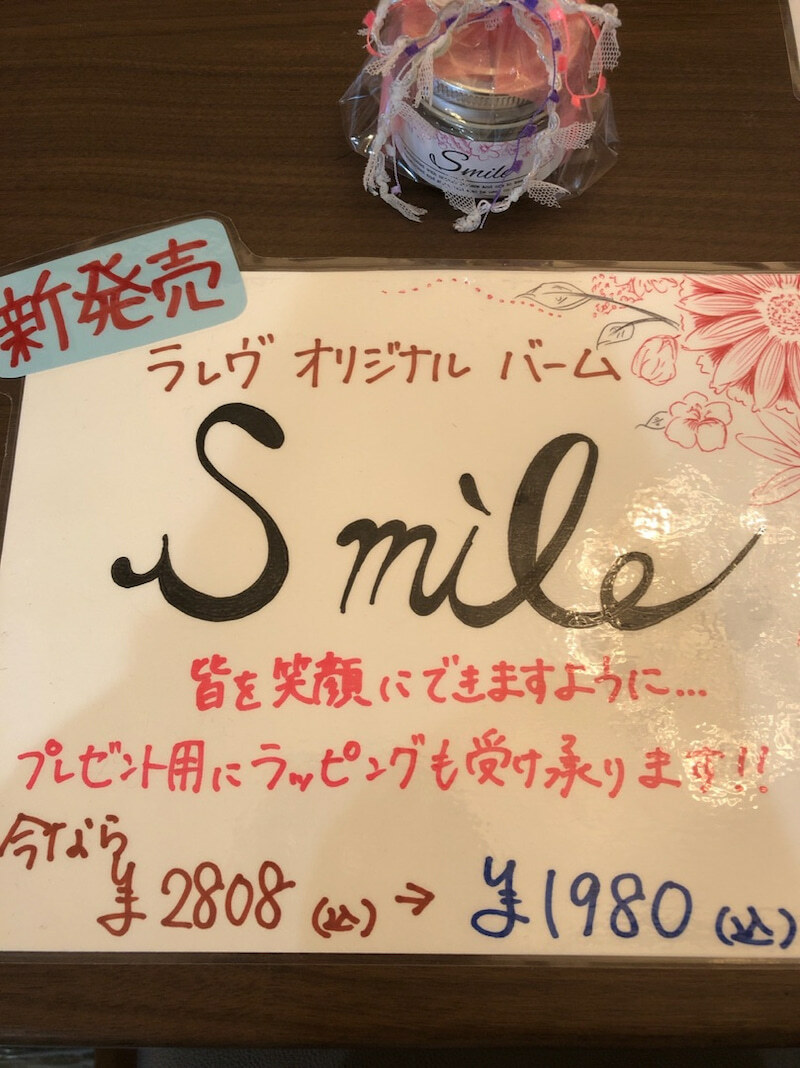 Smile
新発売
ラレヴ オリジナル バーム
Smile
皆を笑顔にできますように...
プレゼント用にラッピングも受け承ります!!
今なら
¥2808(込)→¥1980(込)